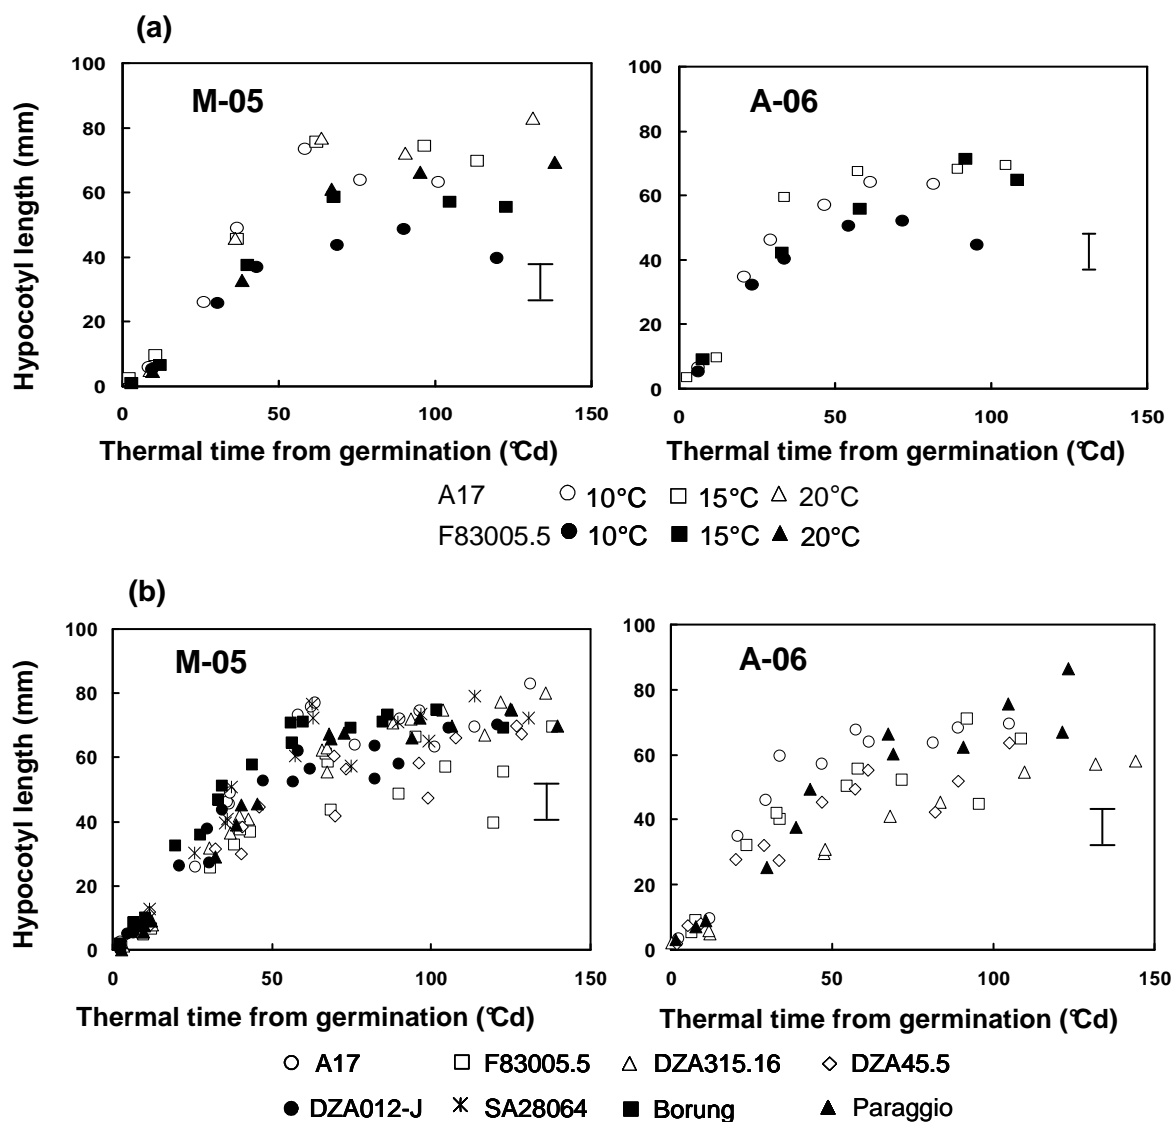 (a)
M-05
A-06
Hypocotyl length (mm)
100
80
60
40
20
0
0 50 100 150
100
80
60
40
20
0
0 50 100 150
Thermal time from germination (°Cd)
Thermal time from germination (°Cd)
A17 10°C 15°C 20°C
F83005.5 10°C 15°C 20°C
(b)
M-05
A-06
Hypocotyl length (mm)
100
80
60
40
20
0
0 50 100 150
100
80
60
40
20
0
0 50 100 150
Thermal time from germination (°Cd)
Thermal time from germination (°Cd)
A17 F83005.5 DZA315.16 DZA45.5
DZA012-J SA28064 Borung Paraggio